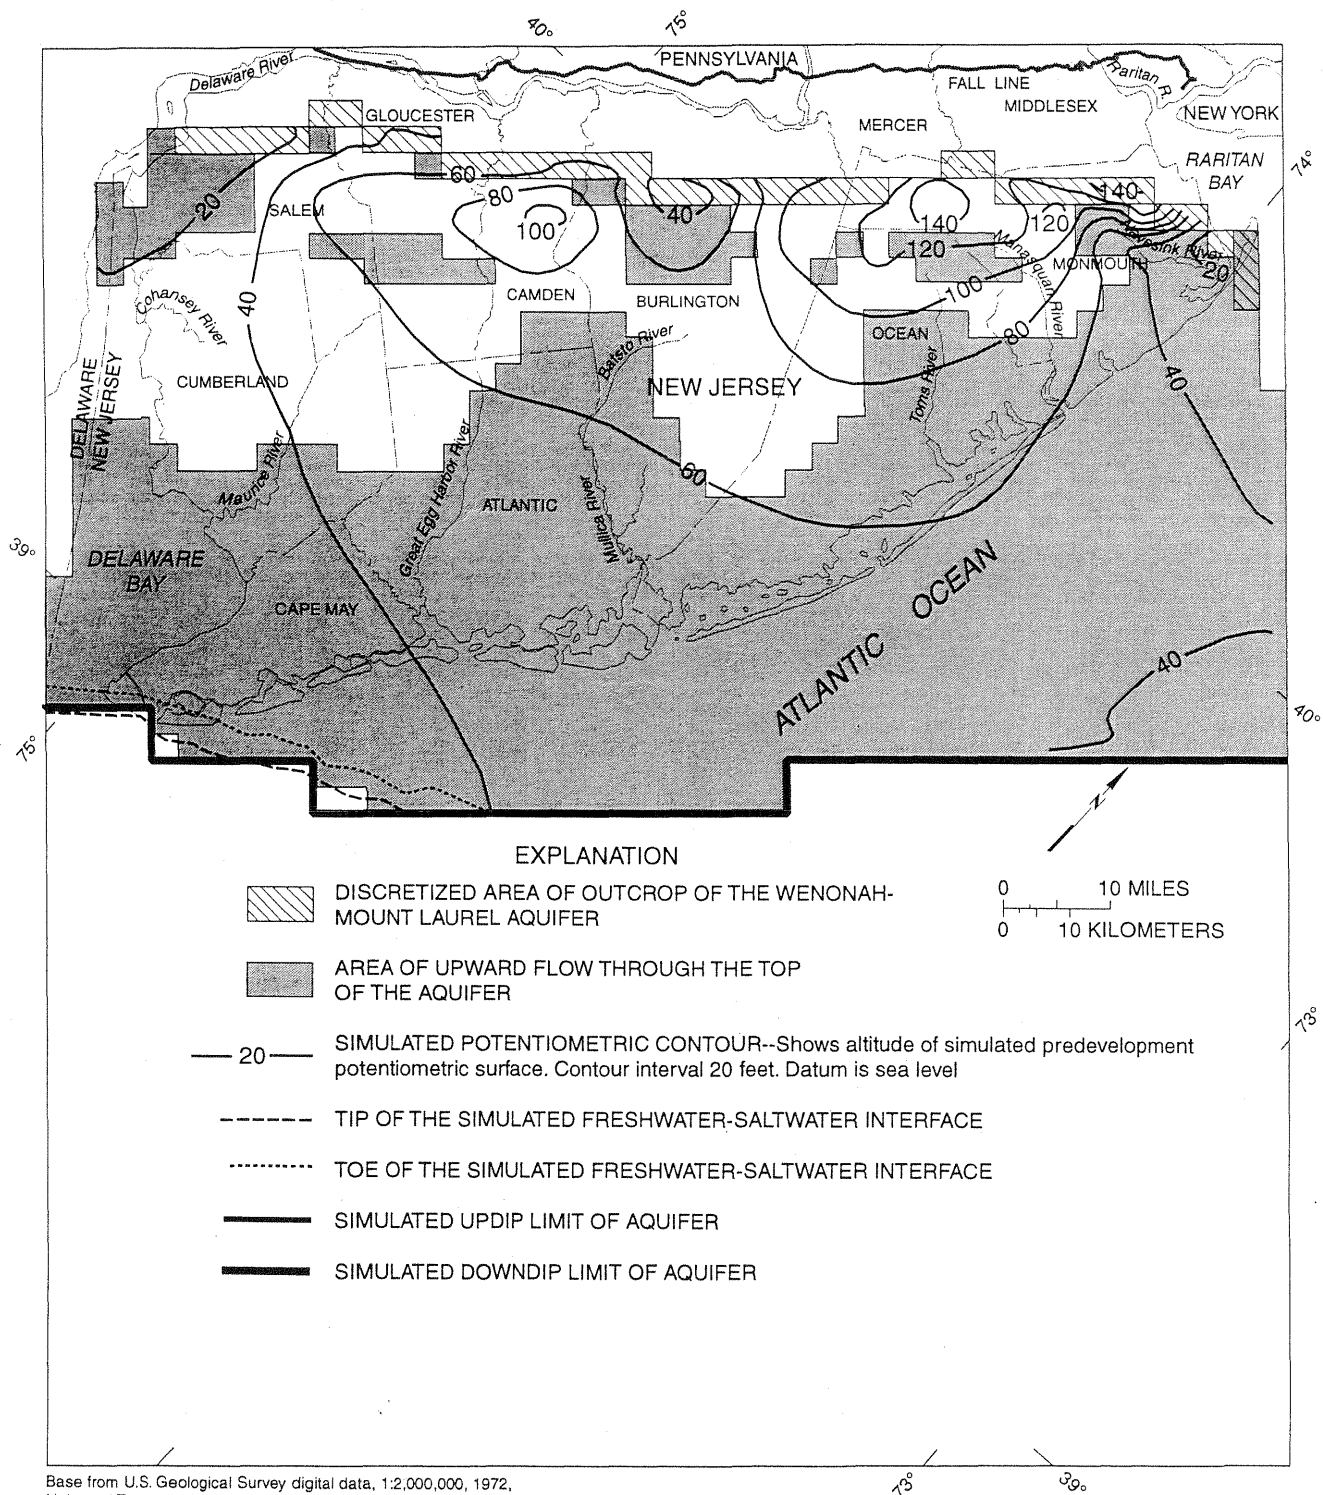 40°
75°
PENNSYLVANIA
Delaware River
FALL LINE
Raritan R.
MIDDLESEX
NEW YORK
GLOUCESTER
MERCER
RARITAN
BAY
74°
60
140
80
20
SALEM
40
100
140
120
120
Manasquan River
Navesink River
MONMOUTH
20
Cohansey River
40
CAMDEN
BURLINGTON
100
OCEAN
80
Batsto River
DELAWARE
NEW JERSEY
CUMBERLAND
NEW JERSEY
Toms River
40
Maurice River
Great Egg Harbor River
60
ATLANTIC
Mullica River
39°
DELAWARE
BAY
CAPE MAY
ATLANTIC OCEAN
40
40°
75°
N
EXPLANATION
DISCRETIZED AREA OF OUTCROP OF THE WENONAH-
MOUNT LAUREL AQUIFER
0 10 MILES
0 10 KILOMETERS
AREA OF UPWARD FLOW THROUGH THE TOP
OF THE AQUIFER
73°
20
SIMULATED POTENTIOMETRIC CONTOUR--Shows altitude of simulated predevelopment
potentiometric surface. Contour interval 20 feet. Datum is sea level
TIP OF THE SIMULATED FRESHWATER-SALTWATER INTERFACE
TOE OF THE SIMULATED FRESHWATER-SALTWATER INTERFACE
SIMULATED UPDIP LIMIT OF AQUIFER
SIMULATED DOWNDIP LIMIT OF AQUIFER
Base from U.S. Geological Survey digital data, 1:2,000,000, 1972,
73°
39°